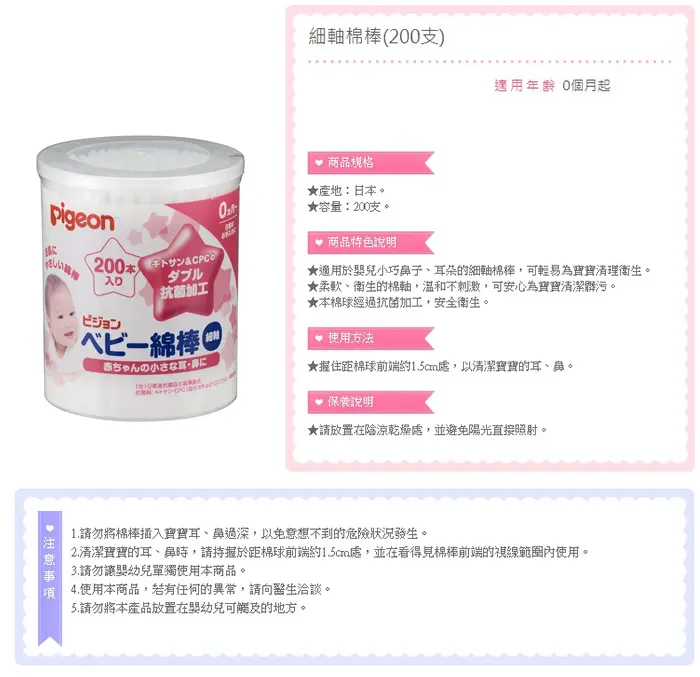 細軸棉棒(200支)
適用年齡 0個月起
♥ 商品規格
★產地：日本。
★容量：200支。
♥ 商品特色說明
★適用於嬰兒小巧鼻子、耳朵的細軸棉棒，可輕易為寶寶清理衛生。
★柔軟、衛生的棉軸，溫和不刺激，可安心為寶寶清潔髒污。
★本棉球經過抗菌加工，安全衛生。
♥ 使用方法
★握住距棉球前端約1.5cm處，以清潔寶寶的耳、鼻。
♥ 保養說明
★請放置在陰涼乾燥處，並避免陽光直接照射。
Pigeon
0ヵ月~
お肌に
やさしい綿棒
200本
入り
キトサン&CPCの
ダブル
抗菌加工
ピジョン
ベビー綿棒 細軸
赤ちゃんの小さな耳・鼻に
♥ 注意事項
1.請勿將棉棒插入寶寶耳、鼻過深，以免意想不到的危險狀況發生。
2.清潔寶寶的耳、鼻時，請持握於距棉球前端約1.5cm處，並在看得見棉棒前端的視線範圍內使用。
3.請勿讓嬰幼兒單獨使用本商品。
4.使用本商品，若有任何的異常，請向醫生洽談。
5.請勿將本產品放置在嬰幼兒可觸及的地方。